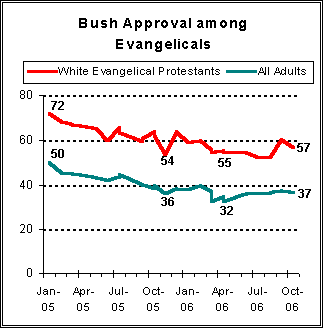 Bush Approval among
Evangelicals
White Evangelical Protestants All Adults
80
72
60
57
54
55
50
40
37
36
32
20
0
Jan- Apr- Jul- Oct- Jan- Apr- Jul- Oct-
05 05 05 05 06 06 06 06